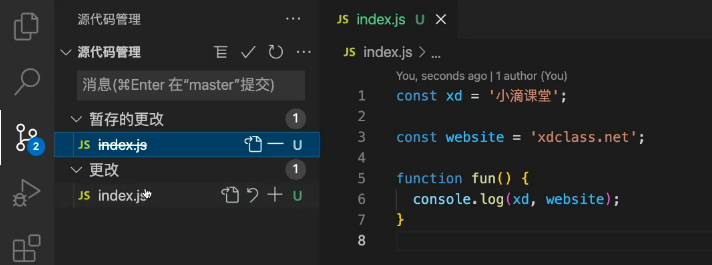 源代码管理
源代码管理
消息(⌘Enter 在“master”提交)
暂存的更改 1
JS index.js U
更改 1
JS index.js U
2
JS index.js U
JS index.js > ...
You, seconds ago | 1 author (You)
1 const xd = '小滴课堂';
2
3 const website = 'xdclass.net';
4
5 function fun() {
6 console.log(xd, website);
7 }
8